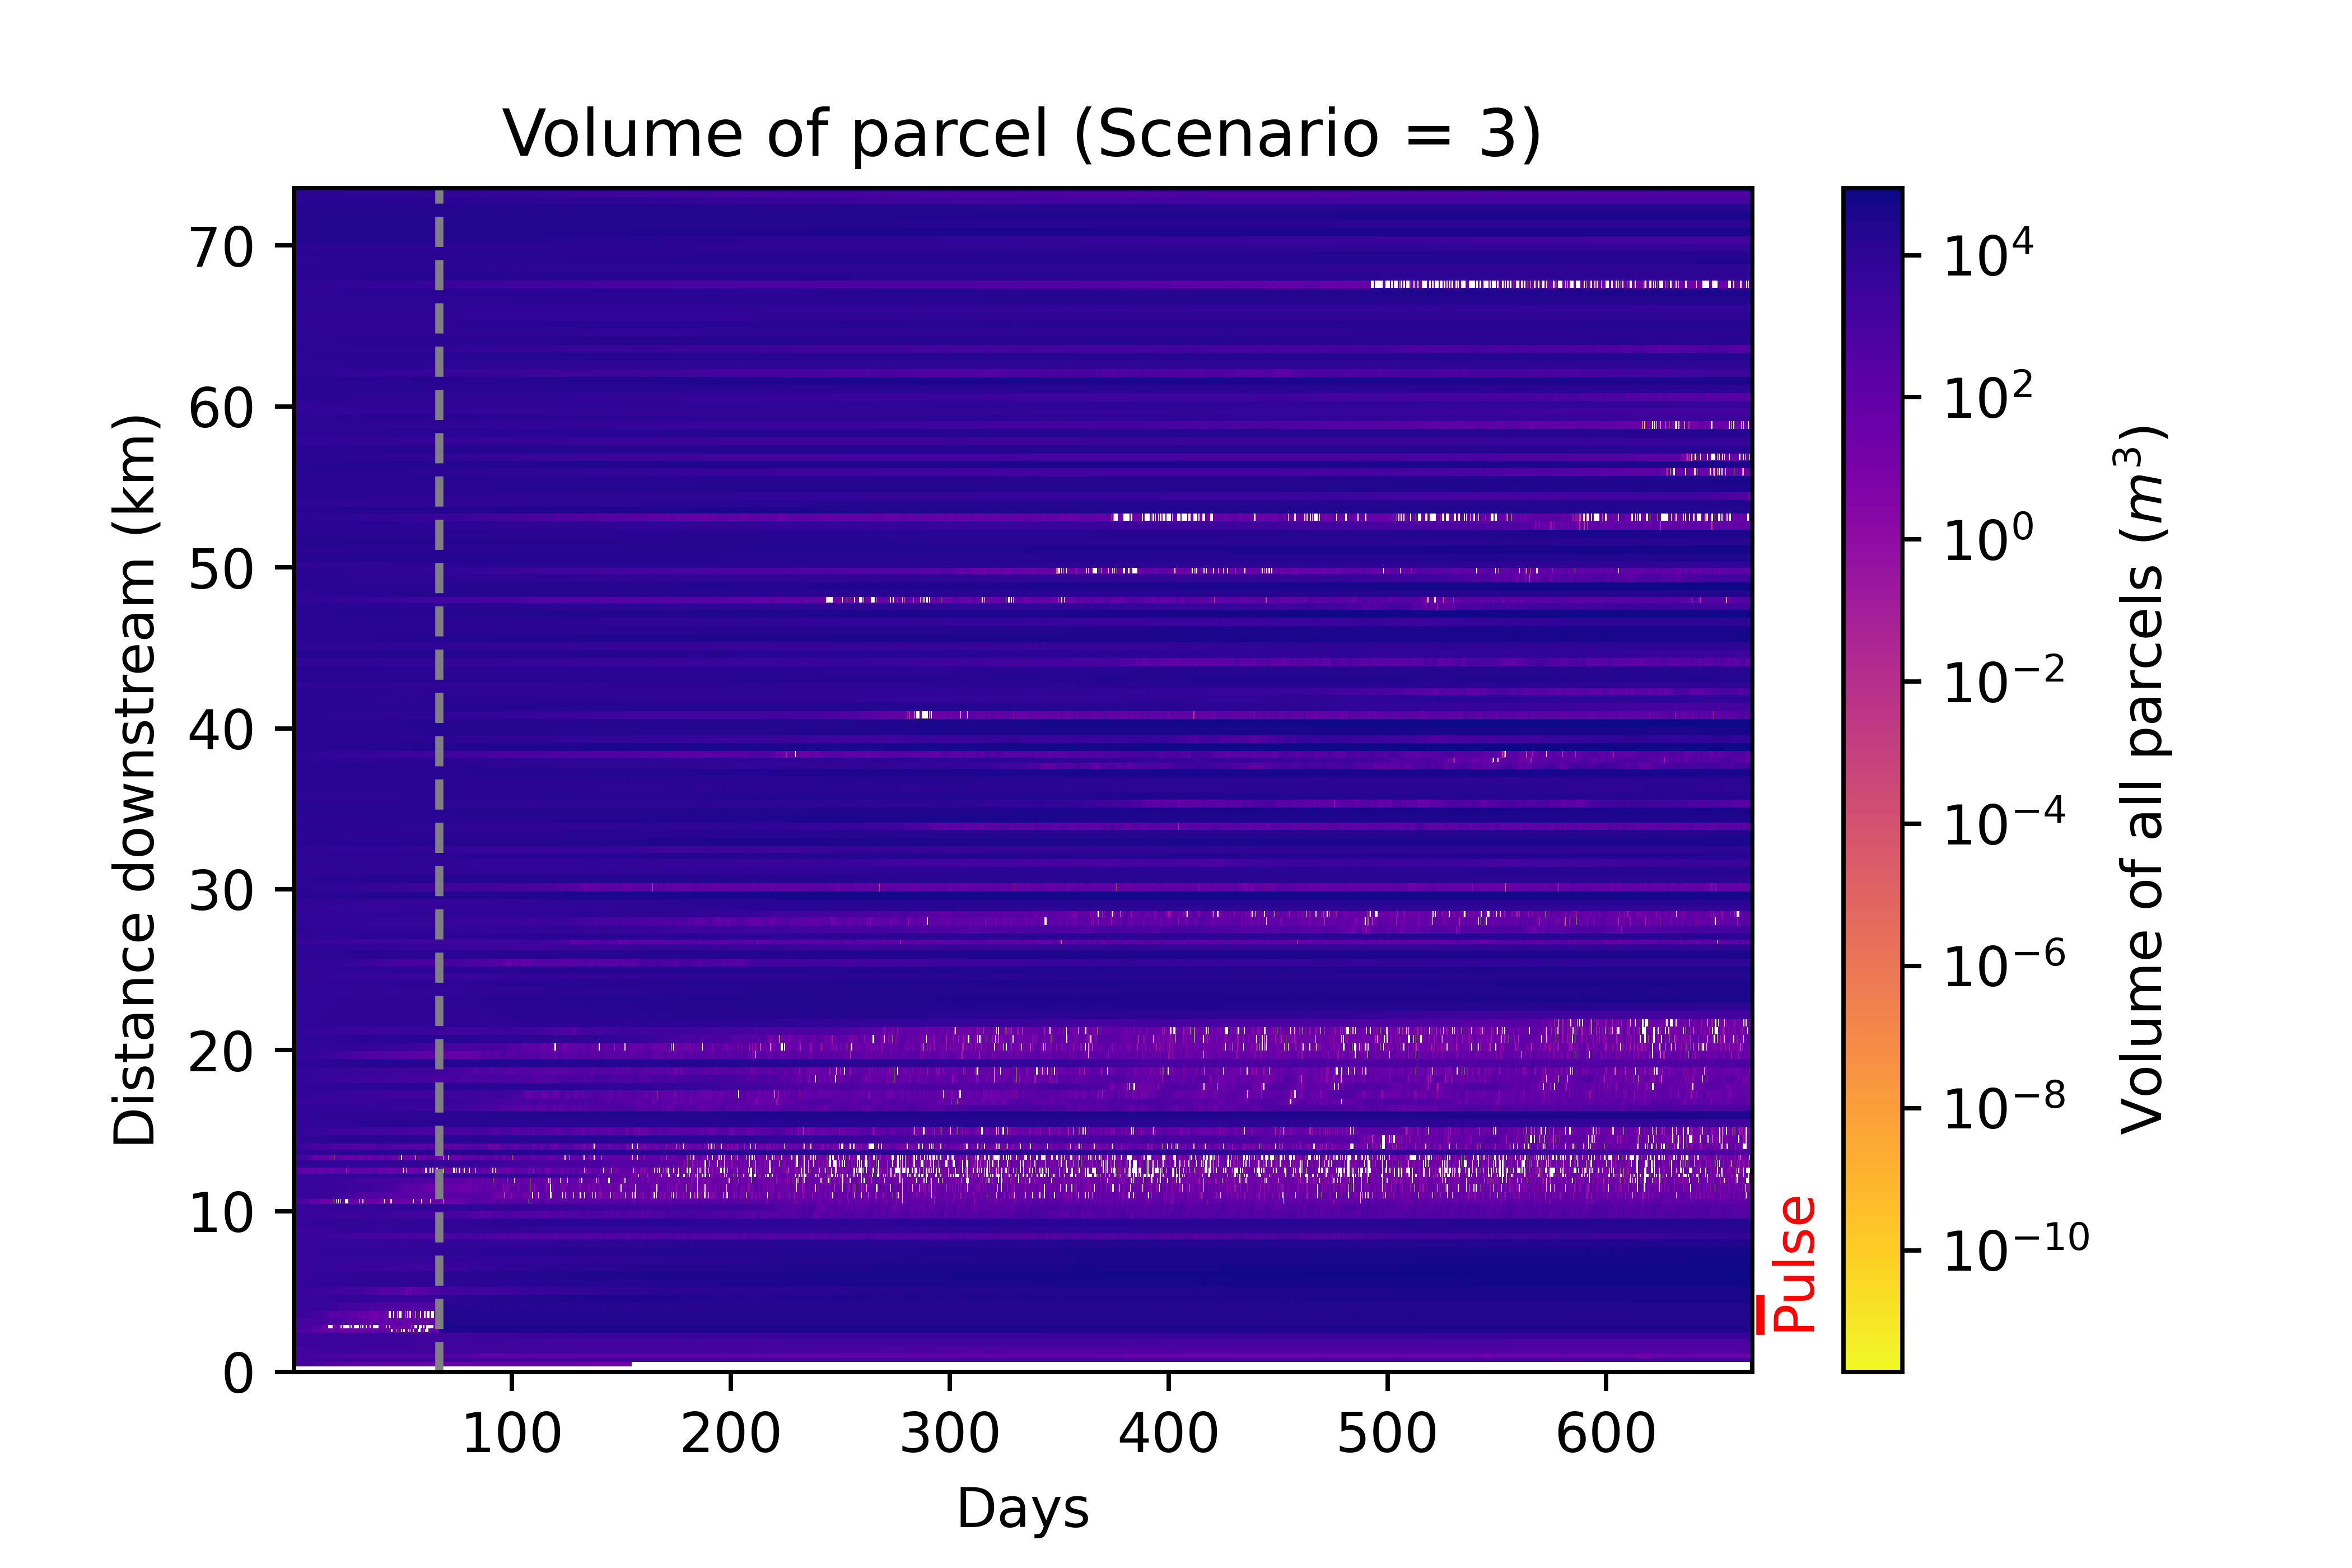 Volume of parcel (Scenario = 3)
Distance downstream (km)
70
60
50
40
30
20
10
0
100 200 300 400 500 600
Days
Pulse
10⁴
10²
10⁰
10⁻²
10⁻⁴
10⁻⁶
10⁻⁸
10⁻¹⁰
Volume of all parcels (m³)